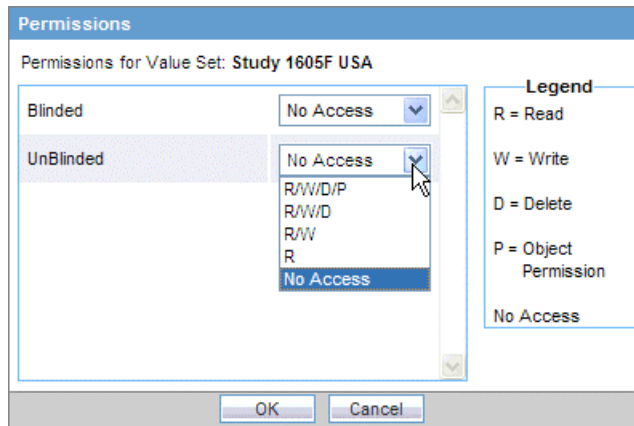 Permissions
Permissions for Value Set: Study 1605F USA
Blinded
No Access
UnBlinded
No Access
R/W/D/P
R/W/D
R/W
R
No Access
Legend
R = Read
W = Write
D = Delete
P = Object
Permission
No Access
OK
Cancel